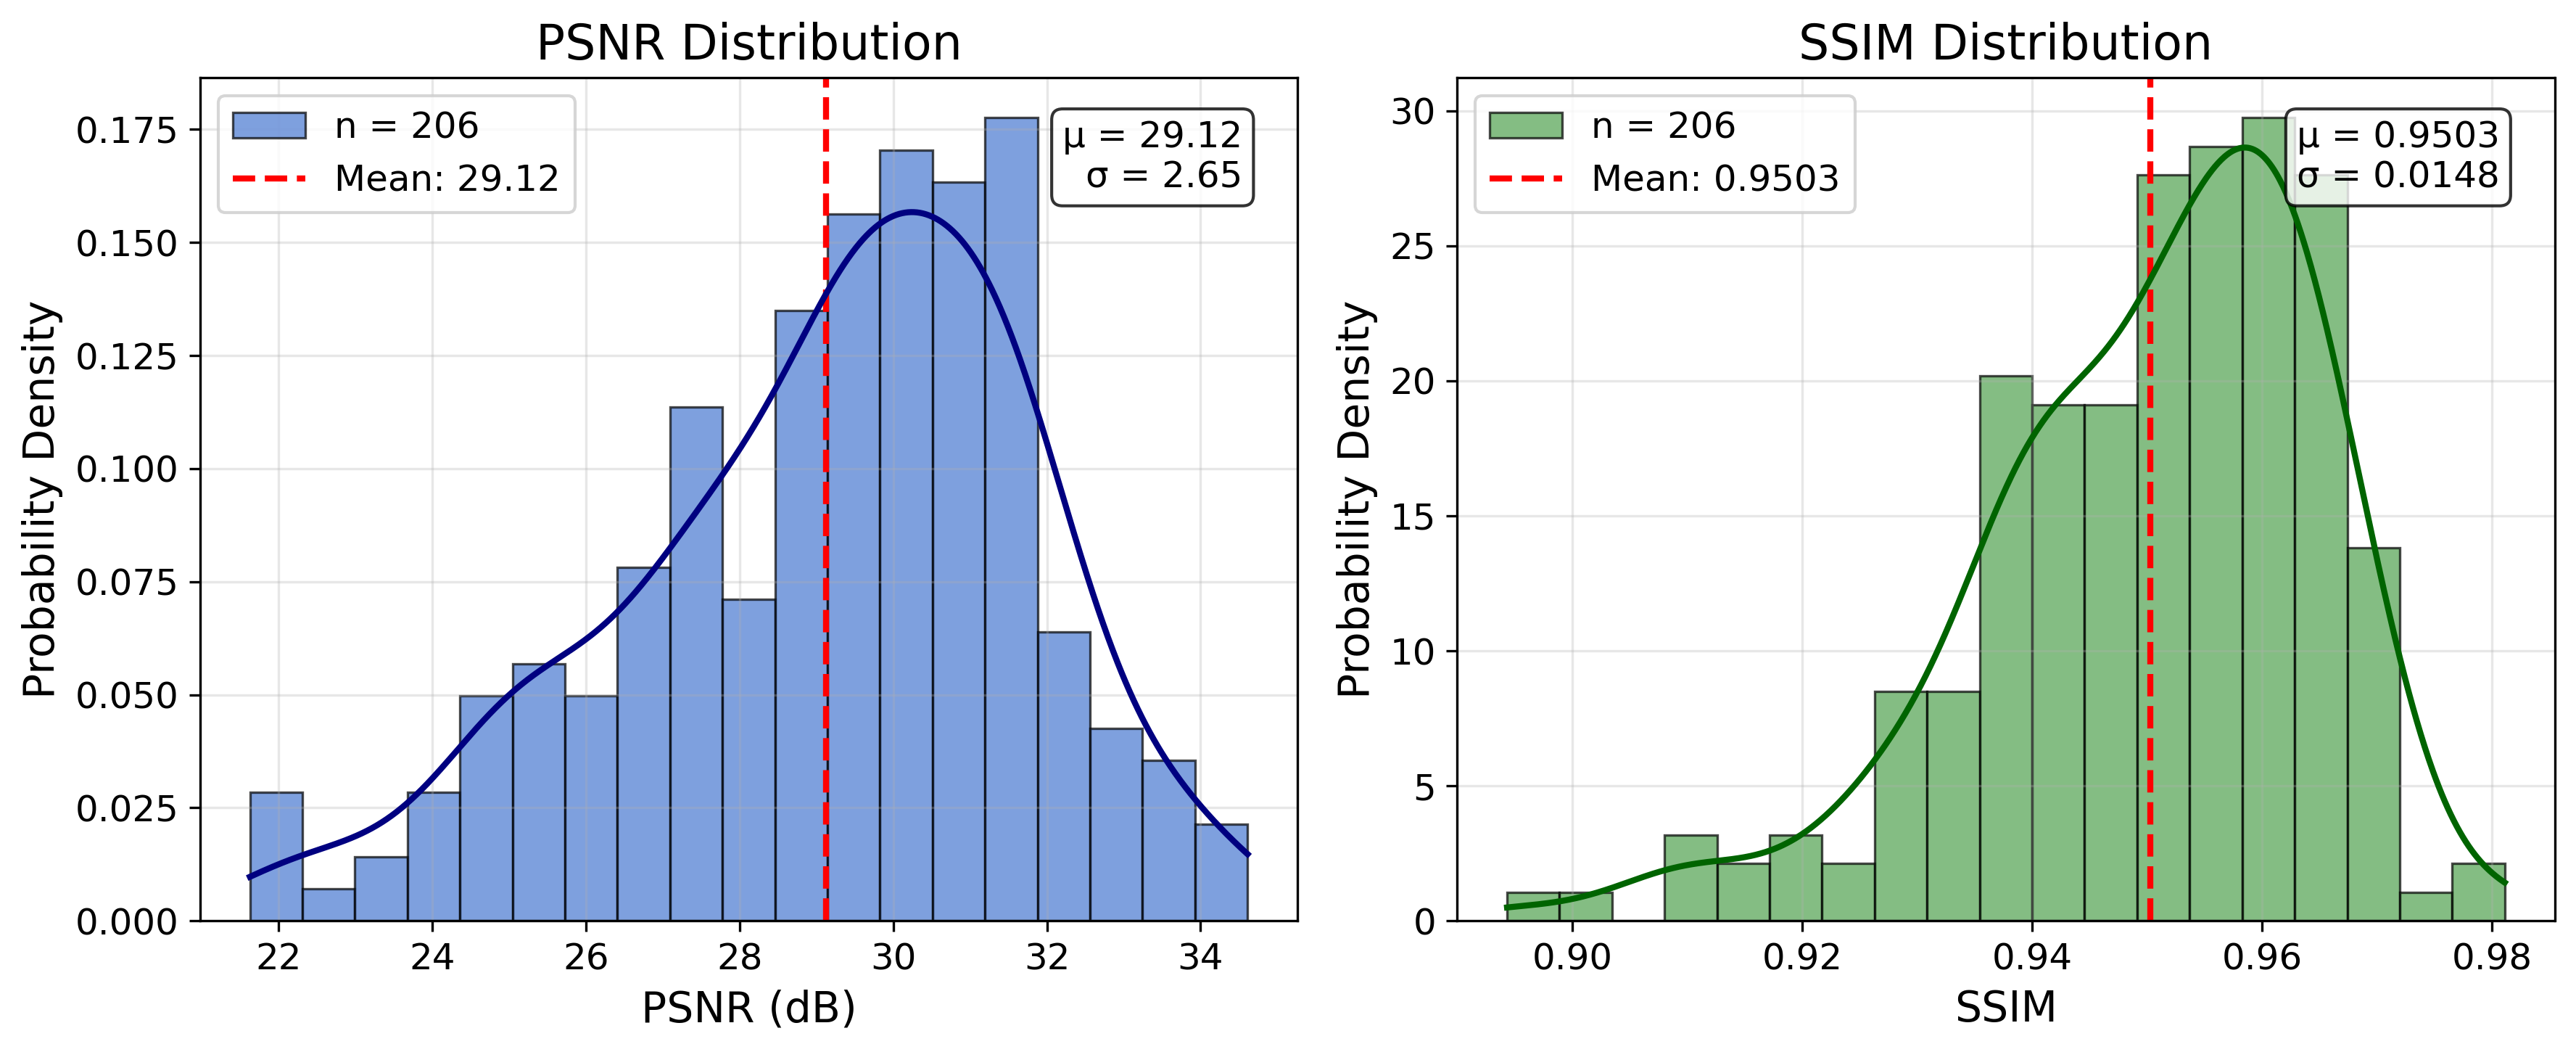 PSNR Distribution
n = 206
Mean: 29.12
μ = 29.12
σ = 2.65
Probability Density
0.175
0.150
0.125
0.100
0.075
0.050
0.025
0.000
22 24 26 28 30 32 34
PSNR (dB)
SSIM Distribution
n = 206
Mean: 0.9503
μ = 0.9503
σ = 0.0148
Probability Density
30
25
20
15
10
5
0
0.90 0.92 0.94 0.96 0.98
SSIM